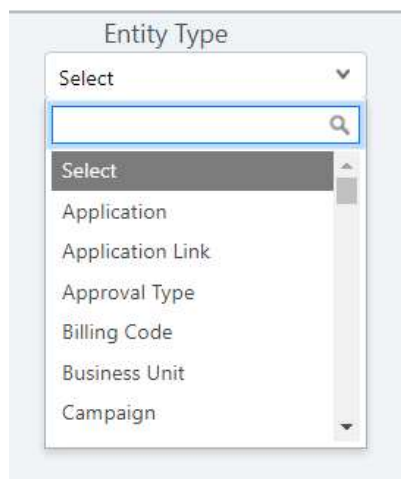 Entity Type
Select
Select
Application
Application Link
Approval Type
Billing Code
Business Unit
Campaign